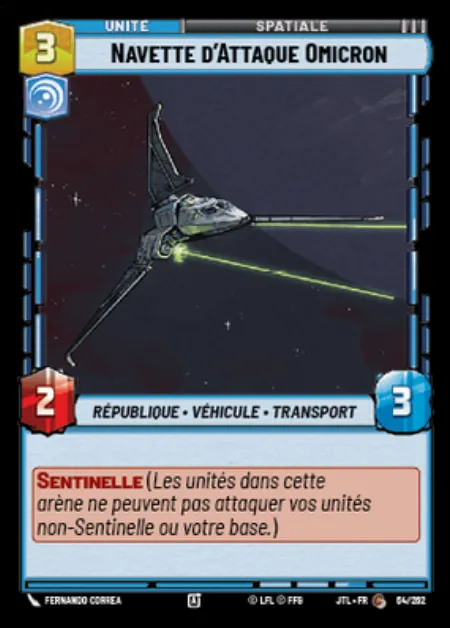 UNITÉ
SPATIALE
3
NAVETTE D'ATTAQUE OMICRON
2
RÉPUBLIQUE • VÉHICULE • TRANSPORT
3
SENTINELLE (Les unités dans cette
arène ne peuvent pas attaquer vos unités
non-Sentinelle ou votre base.)
FERNANDO CORREA
A
© LFL © FFG
JTL • FR
64/262